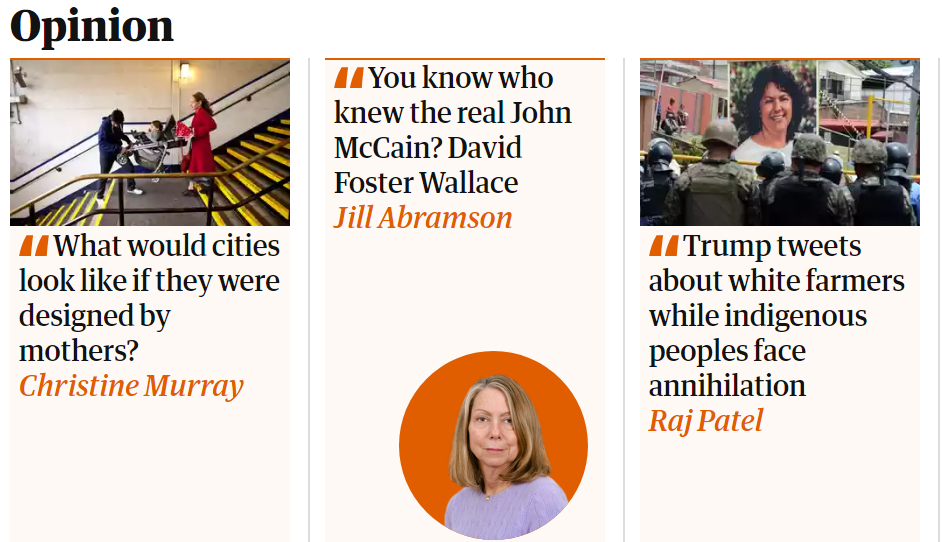 Opinion
What would cities
look like if they were
designed by
mothers?
Christine Murray
You know who
knew the real John
McCain? David
Foster Wallace
Jill Abramson
Trump tweets
about white farmers
while indigenous
peoples face
annihilation
Raj Patel